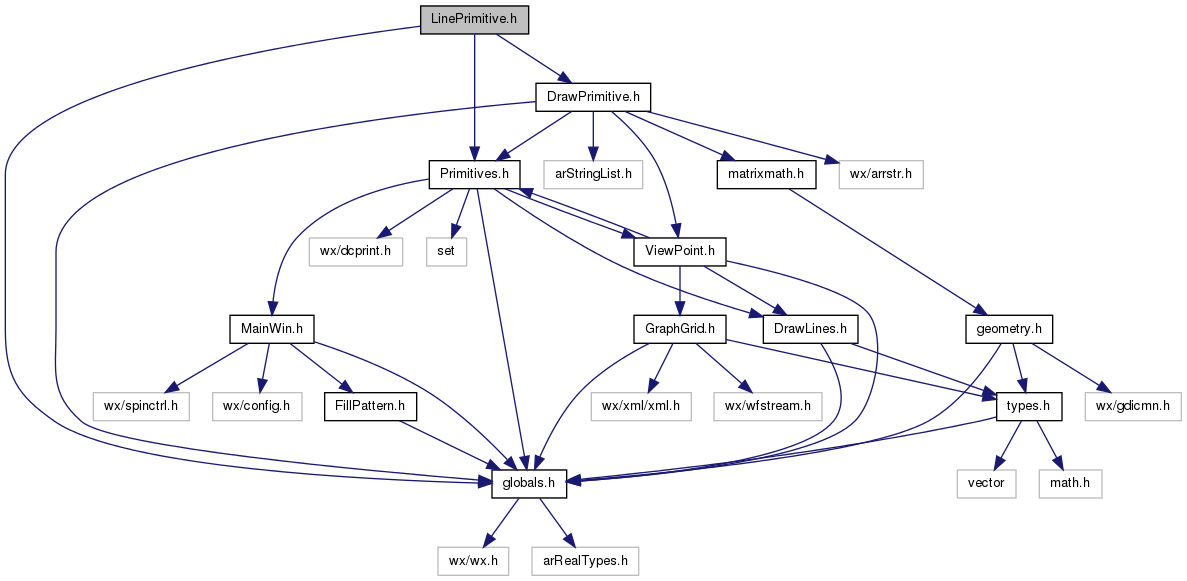 LinePrimitive.h
DrawPrimitive.h
Primitives.h
arStringList.h
matrixmath.h
wx/arrstr.h
wx/dcprint.h
set
ViewPoint.h
MainWin.h
GraphGrid.h
DrawLines.h
geometry.h
wx/spinctrl.h
wx/config.h
FillPattern.h
wx/xml/xml.h
wx/wfstream.h
types.h
wx/gdicmn.h
globals.h
vector
math.h
wx/wx.h
arRealTypes.h